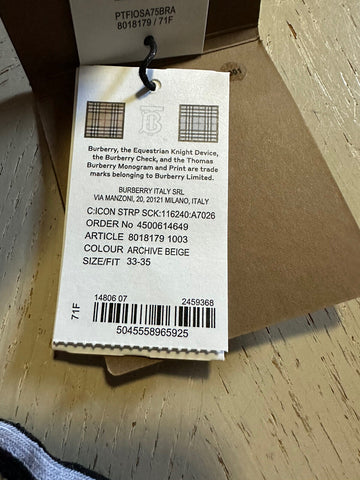 PTFIOSA75BRA
8018179 / 71F
Burberry, the Equestrian Knight Device,
the Burberry Check, and the Thomas
Burberry Monogram and Print are trade
marks belonging to Burberry Limited.
BURBERRY ITALY SRL
VIA MANZONI, 20, 20121 MILANO, ITALY
C:ICON STRP SCK:116240:A7026
ORDER No 4500614649
ARTICLE 8018179 1003
COLOUR ARCHIVE BEIGE
SIZE/FIT 33-35
71F
14806 07 2459368
5045558965925